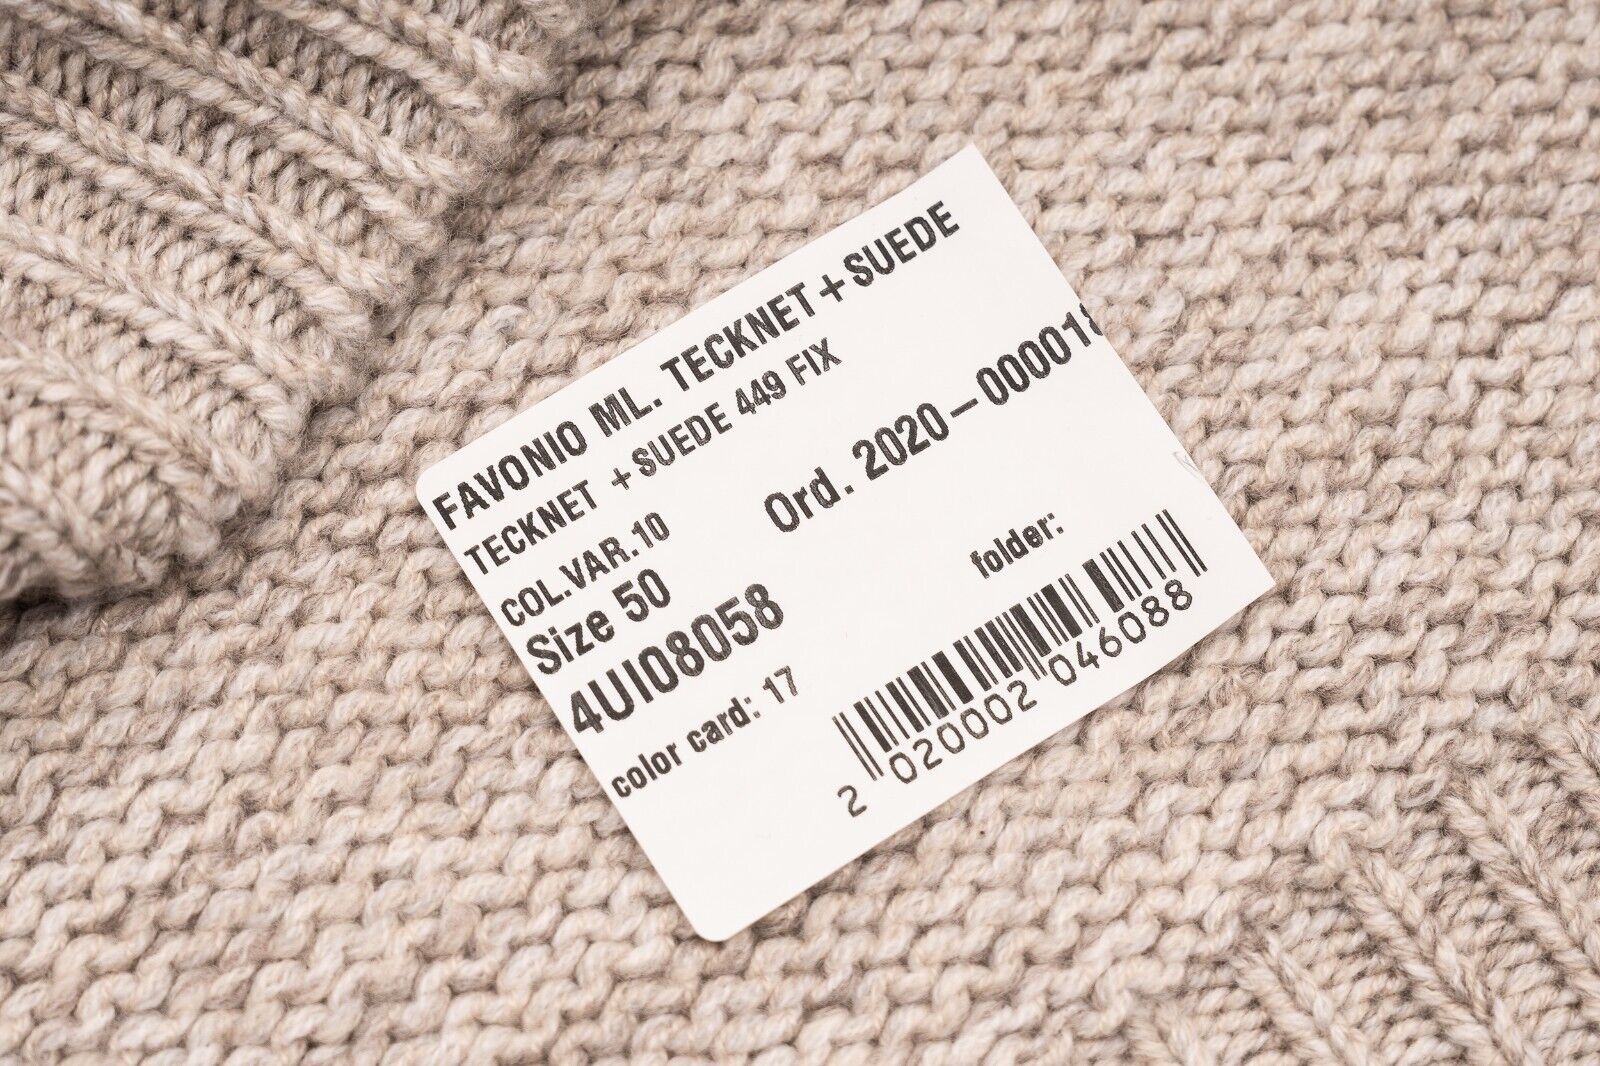 FAVONIO ML. TECKNET+SUEDE
TECKNET +SUEDE 449 FIX
COL.VAR.10
Ord. 2020-000018
Size 50
4UI08058
folder:
color card: 17
2 020002 046088